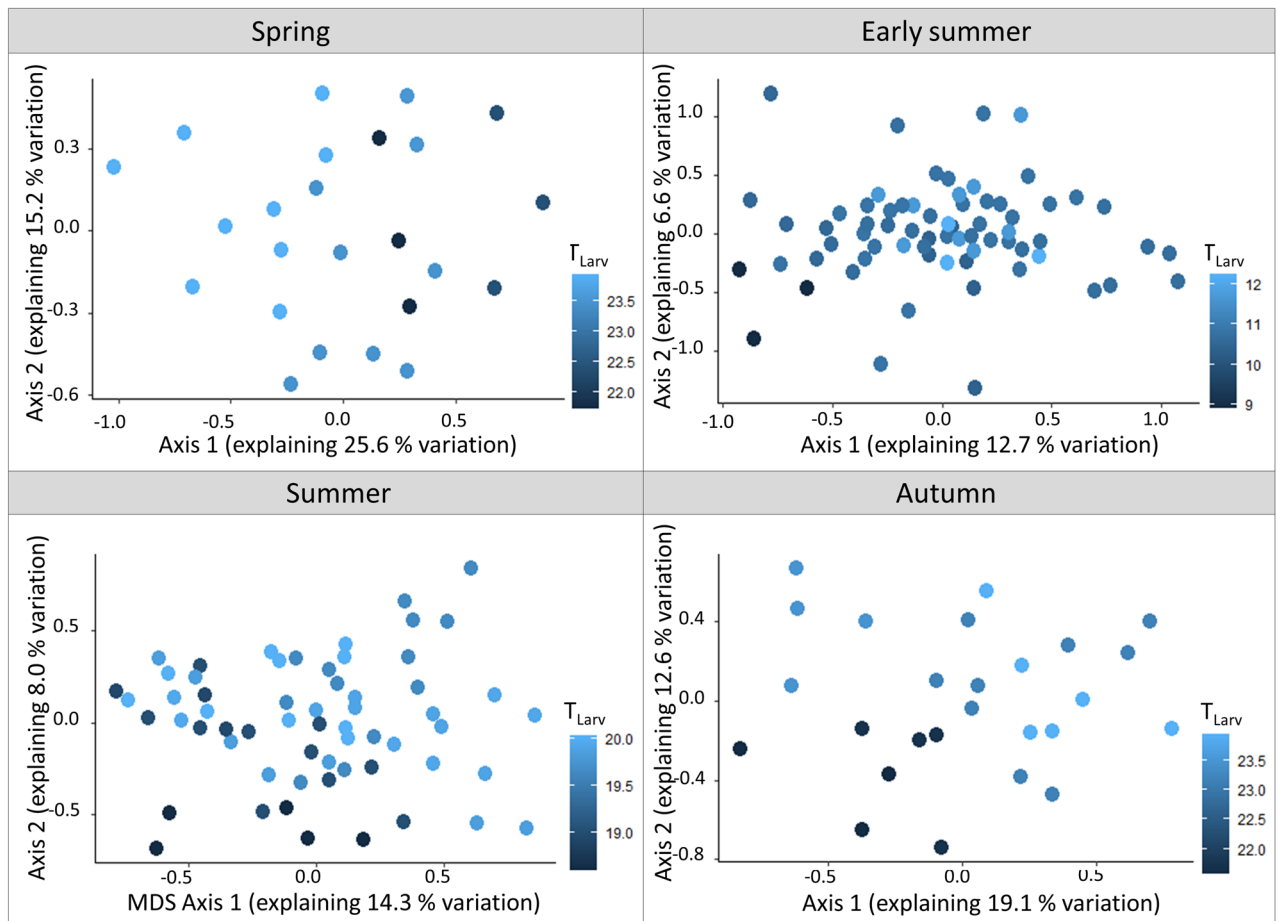 Spring
Axis 2 (explaining 15.2 % variation)
0.3
0.0
-0.3
-0.6
-1.0
-0.5
0.0
0.5
Axis 1 (explaining 25.6 % variation)
TLarv
23.5
23.0
22.5
22.0
Early summer
Axis 2 (explaining 6.6 % variation)
1.0
0.5
0.0
-0.5
-1.0
-1.0
-0.5
0.0
0.5
1.0
Axis 1 (explaining 12.7 % variation)
TLarv
12
11
10
9
Summer
Axis 2 (explaining 8.0 % variation)
0.5
0.0
-0.5
-0.5
0.0
0.5
MDS Axis 1 (explaining 14.3 % variation)
TLarv
20.0
19.5
19.0
Autumn
Axis 2 (explaining 12.6 % variation)
0.4
0.0
-0.4
-0.8
-0.5
0.0
0.5
Axis 1 (explaining 19.1 % variation)
TLarv
23.5
23.0
22.5
22.0